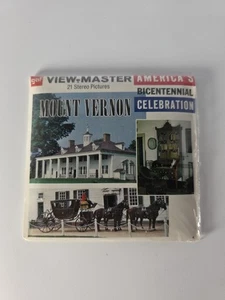 VIEW-MASTER
21 Stereo Pictures
AMERICA'S
BICENTENNIAL
CELEBRATION
MOUNT VERNON